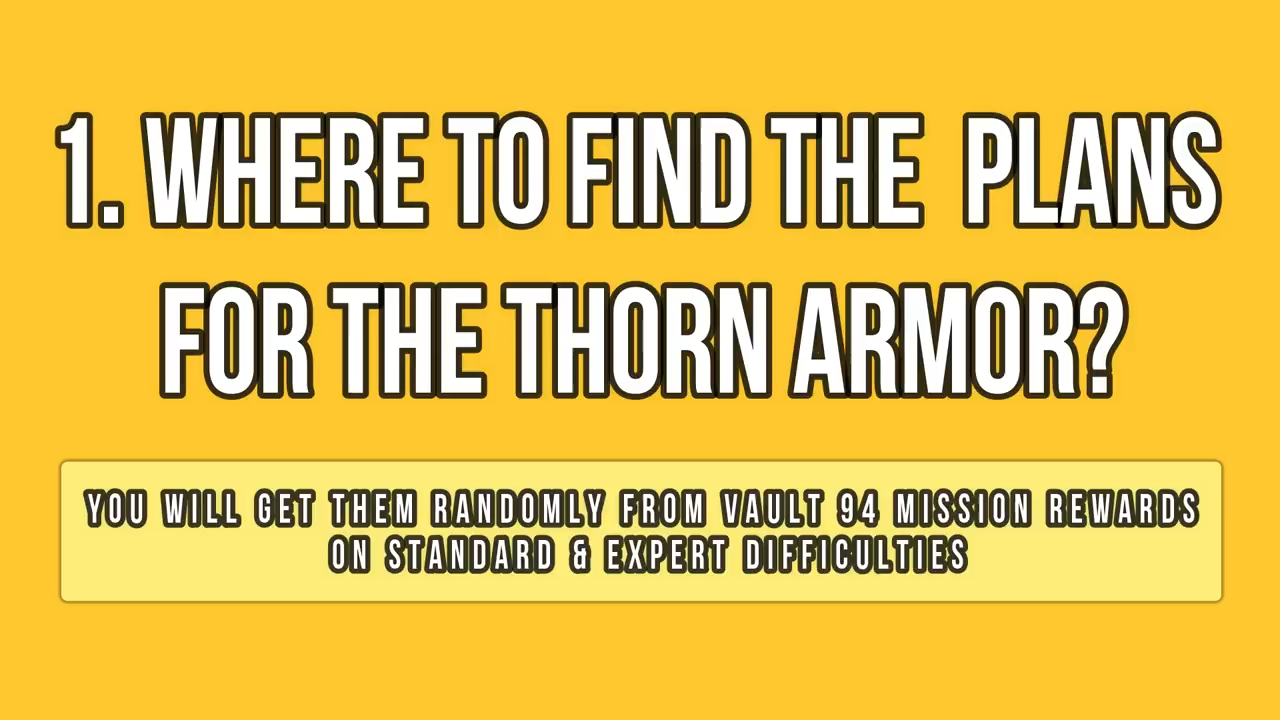 1. WHERE TO FIND THE PLANS
FOR THE THORN ARMOR?
YOU WILL GET THEM RANDOMLY FROM VAULT 94 MISSION REWARDS
ON STANDARD & EXPERT DIFFICULTIES